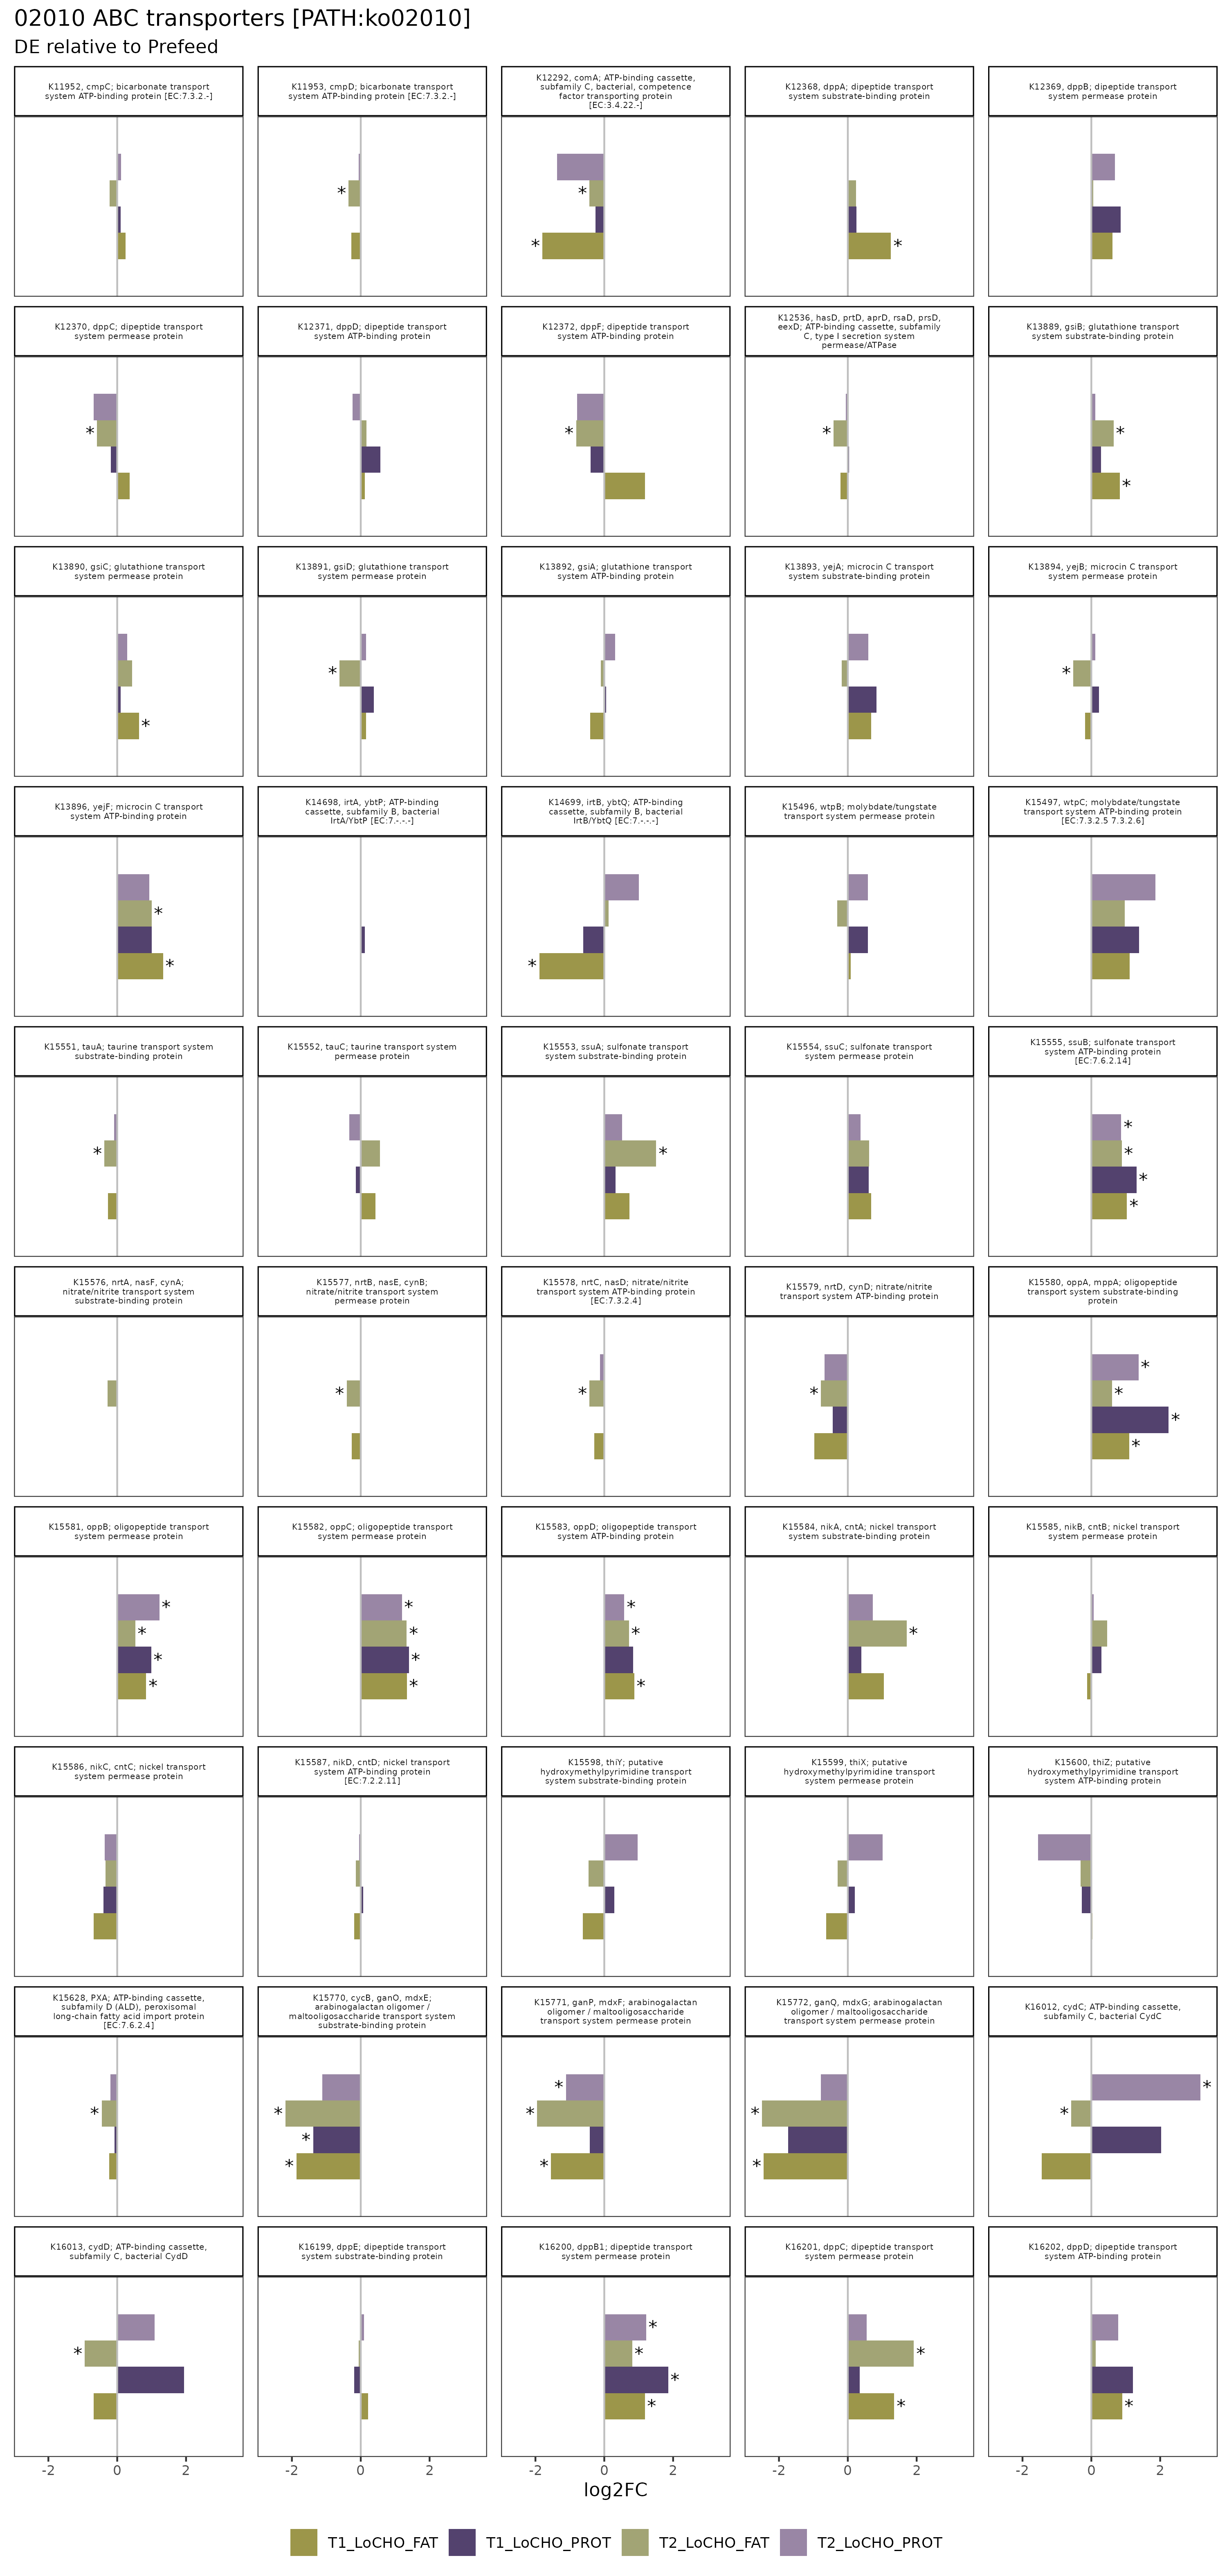 02010 ABC transporters [PATH:ko02010]
DE relative to Prefeed
K11952, cmpC; bicarbonate transport
system ATP-binding protein [EC:7.3.2.-]
K11953, cmpD; bicarbonate transport
system ATP-binding protein [EC:7.3.2.-]
K12292, comA; ATP-binding cassette,
subfamily C, bacterial, competence
factor transporting protein
[EC:3.4.22.-]
K12368, dppA; dipeptide transport
system substrate-binding protein
K12369, dppB; dipeptide transport
system permease protein
*
*
*
*
K12370, dppC; dipeptide transport
system permease protein
K12371, dppD; dipeptide transport
system ATP-binding protein
K12372, dppF; dipeptide transport
system ATP-binding protein
K12536, hasD, prtD, aprD, rsaD, prsD,
eexD; ATP-binding cassette, subfamily
C, type I secretion system
permease/ATPase
K13889, gsiB; glutathione transport
system substrate-binding protein
*
*
*
*
*
K13890, gsiC; glutathione transport
system permease protein
K13891, gsiD; glutathione transport
system permease protein
K13892, gsiA; glutathione transport
system ATP-binding protein
K13893, yejA; microcin C transport
system substrate-binding protein
K13894, yejB; microcin C transport
system permease protein
*
*
*
K13896, yejF; microcin C transport
system ATP-binding protein
K14698, irtA, ybtP; ATP-binding
cassette, subfamily B, bacterial
IrtA/YbtP [EC:7.-.-.-]
K14699, irtB, ybtQ; ATP-binding
cassette, subfamily B, bacterial
IrtB/YbtQ [EC:7.-.-.-]
K15496, wtpB; molybdate/tungstate
transport system permease protein
K15497, wtpC; molybdate/tungstate
transport system ATP-binding protein
[EC:7.3.2.5 7.3.2.6]
*
*
*
K15551, tauA; taurine transport system
substrate-binding protein
K15552, tauC; taurine transport system
permease protein
K15553, ssuA; sulfonate transport
system substrate-binding protein
K15554, ssuC; sulfonate transport
system permease protein
K15555, ssuB; sulfonate transport
system ATP-binding protein
[EC:7.6.2.14]
*
*
*
*
*
*
K15576, nrtA, nasF, cynA;
nitrate/nitrite transport system
substrate-binding protein
K15577, nrtB, nasE, cynB;
nitrate/nitrite transport system
permease protein
K15578, nrtC, nasD; nitrate/nitrite
transport system ATP-binding protein
[EC:7.3.2.4]
K15579, nrtD, cynD; nitrate/nitrite
transport system ATP-binding protein
K15580, oppA, mppA; oligopeptide
transport system substrate-binding
protein
*
*
*
*
*
*
*
K15581, oppB; oligopeptide transport
system permease protein
K15582, oppC; oligopeptide transport
system permease protein
K15583, oppD; oligopeptide transport
system ATP-binding protein
K15584, nikA, cntA; nickel transport
system substrate-binding protein
K15585, nikB, cntB; nickel transport
system permease protein
*
*
*
*
*
*
*
*
*
*
*
*
K15586, nikC, cntC; nickel transport
system permease protein
K15587, nikD, cntD; nickel transport
system ATP-binding protein
[EC:7.2.2.11]
K15598, thiY; putative
hydroxymethylpyrimidine transport
system substrate-binding protein
K15599, thiX; putative
hydroxymethylpyrimidine transport
system permease protein
K15600, thiZ; putative
hydroxymethylpyrimidine transport
system ATP-binding protein
K15628, PXA; ATP-binding cassette,
subfamily D (ALD), peroxisomal
long-chain fatty acid import protein
[EC:7.6.2.4]
K15770, cycB, ganO, mdxE;
arabinogalactan oligomer /
maltooligosaccharide transport system
substrate-binding protein
K15771, ganP, mdxF; arabinogalactan
oligomer / maltooligosaccharide
transport system permease protein
K15772, ganQ, mdxG; arabinogalactan
oligomer / maltooligosaccharide
transport system permease protein
K16012, cydC; ATP-binding cassette,
subfamily C, bacterial CydC
*
*
*
*
*
*
*
*
*
*
*
K16013, cydD; ATP-binding cassette,
subfamily C, bacterial CydD
K16199, dppE; dipeptide transport
system substrate-binding protein
K16200, dppB1; dipeptide transport
system permease protein
K16201, dppC; dipeptide transport
system permease protein
K16202, dppD; dipeptide transport
system ATP-binding protein
*
*
*
*
*
*
*
*
-2 0 2 -2 0 2 -2 0 2 -2 0 2 -2 0 2
log2FC
T1_LoCHO_FAT T1_LoCHO_PROT T2_LoCHO_FAT T2_LoCHO_PROT